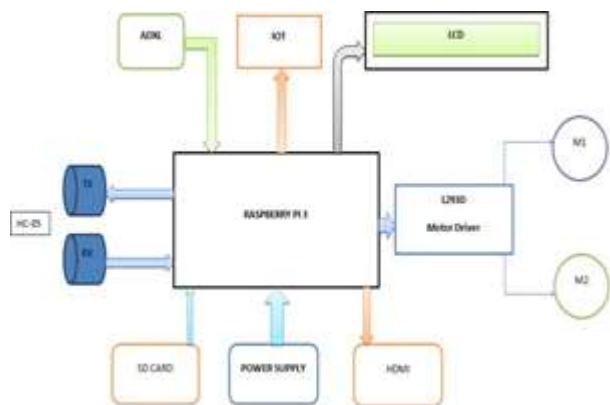 ADXL
IOT
LCD
TX
RASPBERRY PI 3
L293D
Motor Driver
M1
HC-05
RX
M2
SD CARD
POWER SUPPLY
HDMI